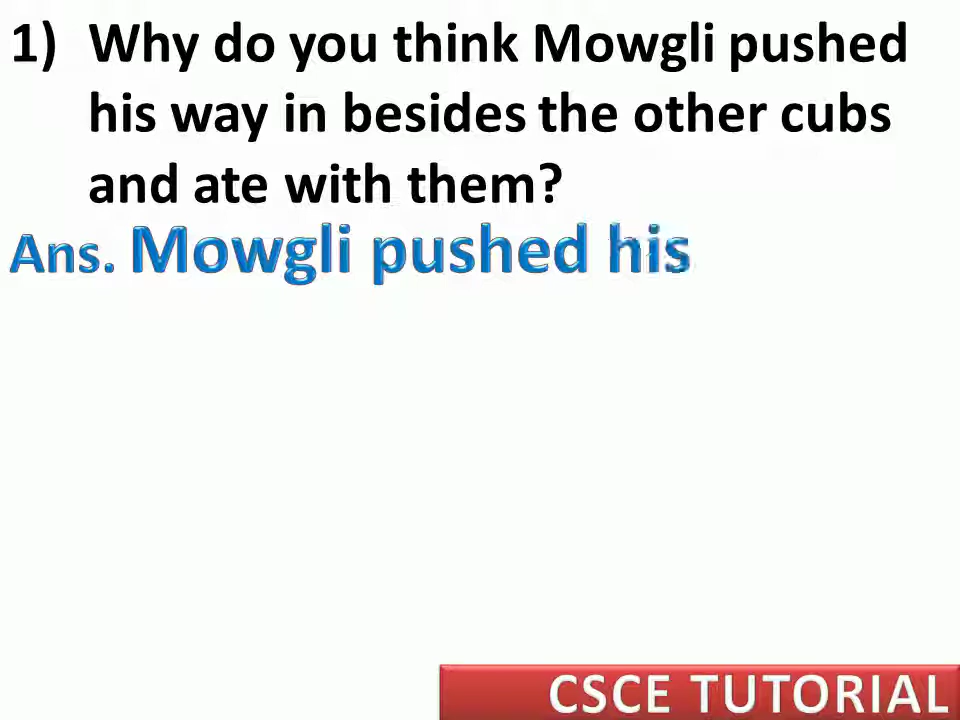 1) Why do you think Mowgli pushed
his way in besides the other cubs
and ate with them?
Ans. Mowgli pushed his
CSCE TUTORIAL